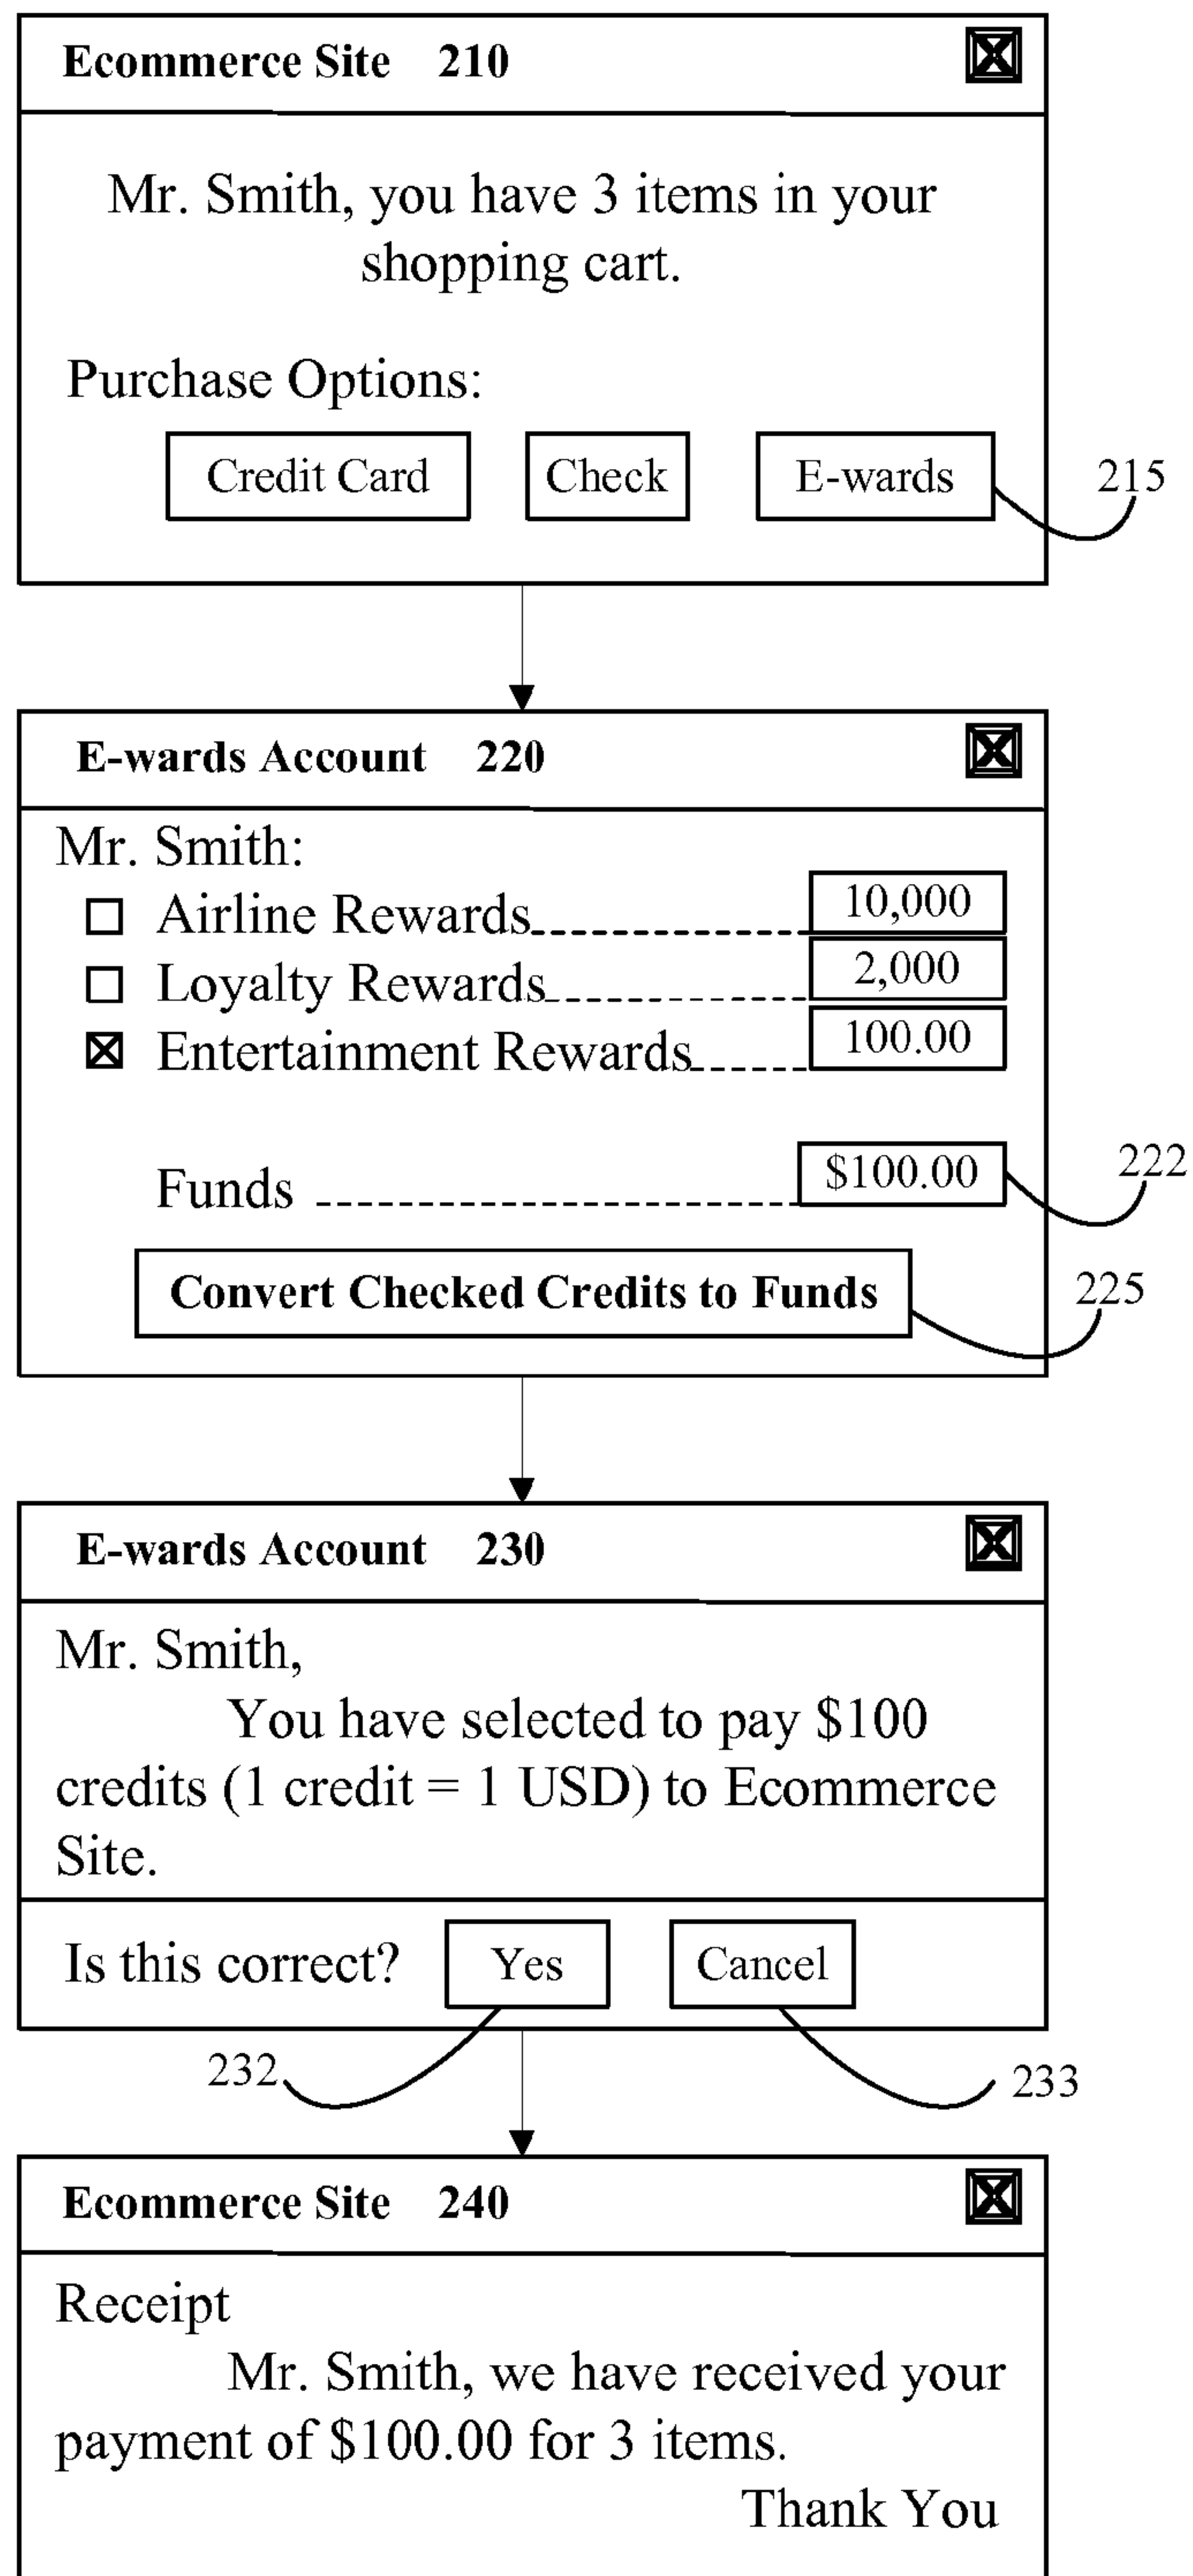 Ecommerce Site 210
Mr. Smith, you have 3 items in your
shopping cart.
Purchase Options:
Credit Card Check E-wards 215
E-wards Account 220
Mr. Smith:
Airline Rewards 10,000
Loyalty Rewards 2,000
Entertainment Rewards 100.00
Funds $100.00 222
Convert Checked Credits to Funds 225
E-wards Account 230
Mr. Smith,
You have selected to pay $100
credits (1 credit = 1 USD) to Ecommerce
Site.
Is this correct? Yes Cancel
232 233
Ecommerce Site 240
Receipt
Mr. Smith, we have received your
payment of $100.00 for 3 items.
Thank You